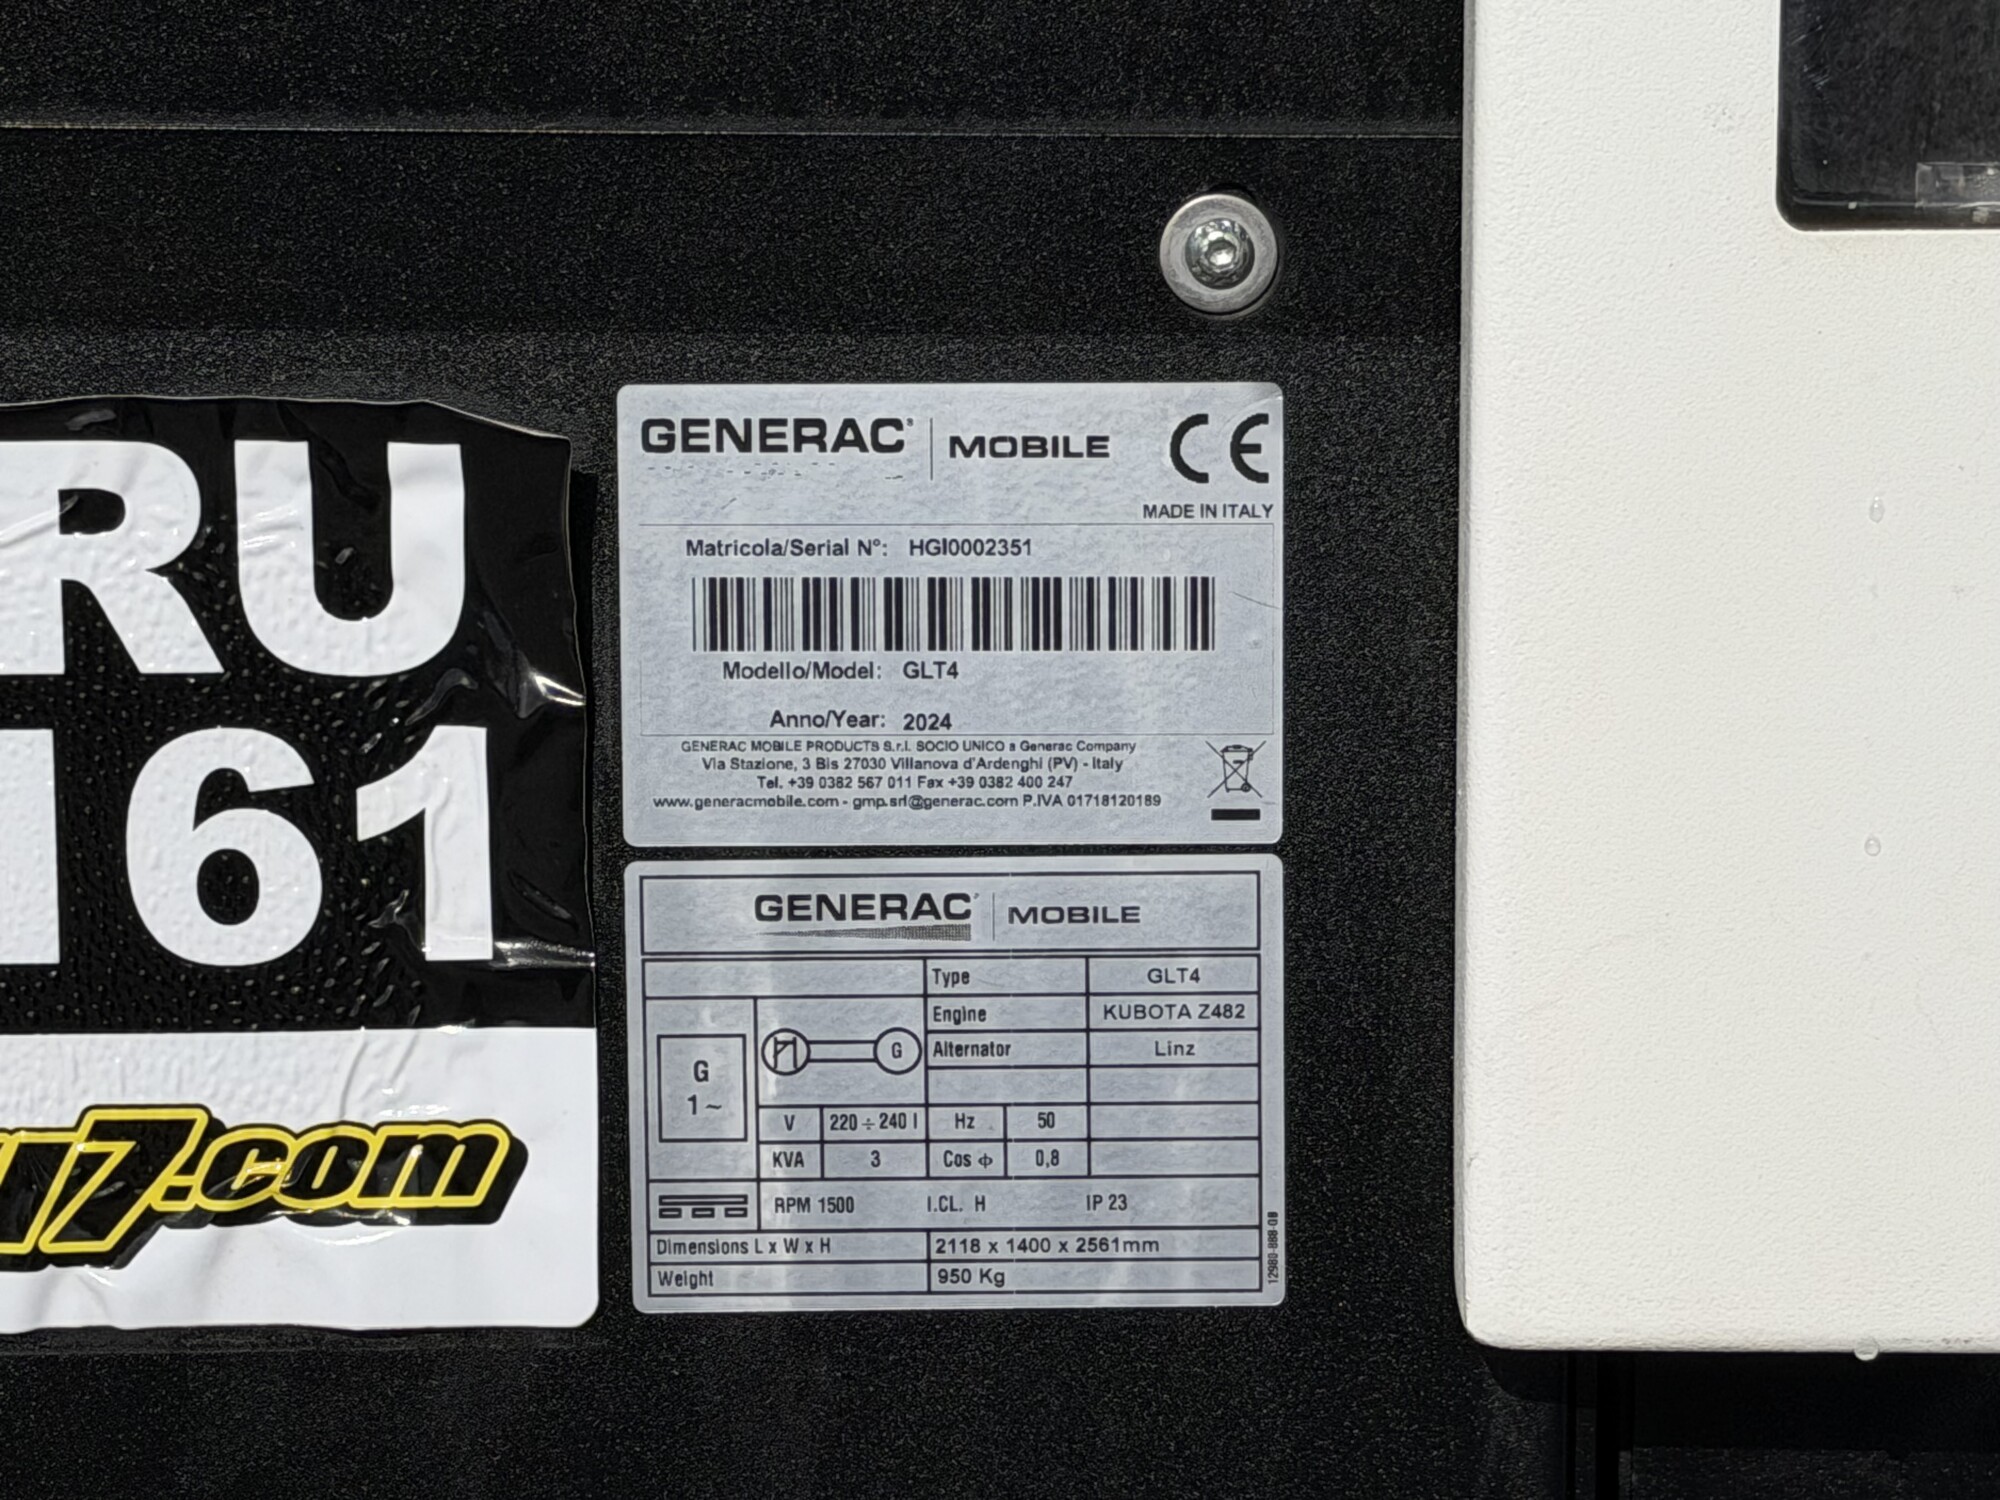 RU
161
u7.com
GENERAC® MOBILE CE
MADE IN ITALY
Matricola/Serial N°: HGI0002351
Modello/Model: GLT4
Anno/Year: 2024
GENERAC MOBILE PRODUCTS S.r.l. SOCIO UNICO a Generac Company
Via Stazione, 3 Bis 27030 Villanova d'Ardenghi (PV) - Italy
Tel. +39 0382 567 011 Fax +39 0382 400 247
www.generacmobile.com - gmp.srl@generac.com P.IVA 01718120189
GENERAC MOBILE
Type GLT4
Engine KUBOTA Z482
Alternator Linz
G
1~
G
V 220÷240 Hz 50
KVA 3 Cos ϕ 0,8
RPM 1500 I.CL. H IP 23
Dimensions L x W x H 2118 x 1400 x 2561mm
Weight 950 Kg